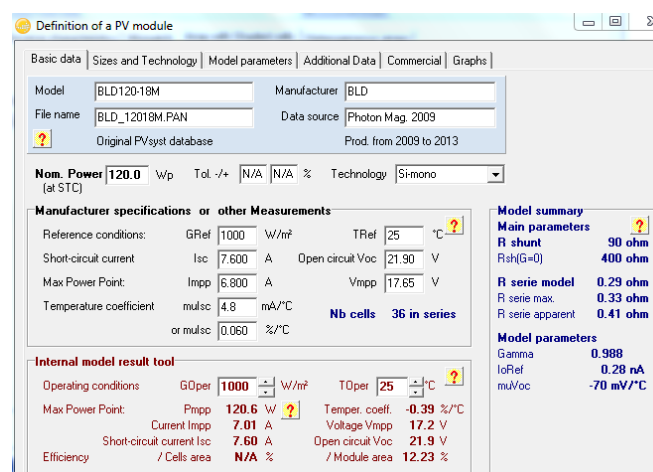 Definition of a PV module
Basic data Sizes and Technology Model parameters Additional Data Commercial Graphs
Model BLD120-18M Manufacturer BLD
File name BLD_12018M.PAN Data source Photon Mag. 2009
? Original PVsyst database Prod. from 2009 to 2013
Nom. Power 120.0 Wp Tol. -/+ N/A N/A % Technology Si-mono
(at STC)
Manufacturer specifications or other Measurements
Reference conditions: GRef 1000 W/m² TRef 25 °C ?
Short-circuit current Isc 7.600 A Open circuit Voc 21.90 V
Max Power Point: Impp 6.800 A Vmpp 17.65 V
Temperature coefficient muIsc 4.8 mA/°C Nb cells 36 in series
or muIsc 0.060 %/°C
Internal model result tool
Operating conditions GOper 1000 W/m² TOper 25 °C ?
Max Power Point: Pmpp 120.6 W ? Temper. coeff. -0.39 %/°C
Current Impp 7.01 A Voltage Vmpp 17.2 V
Short-circuit current Isc 7.60 A Open circuit Voc 21.9 V
Efficiency / Cells area N/A % / Module area 12.23 %
Model summary
Main parameters ?
R shunt 90 ohm
Rsh(G=0) 400 ohm
R serie model 0.29 ohm
R serie max. 0.33 ohm
R serie apparent 0.41 ohm
Model parameters
Gamma 0.988
IoRef 0.28 nA
muVoc -70 mV/°C